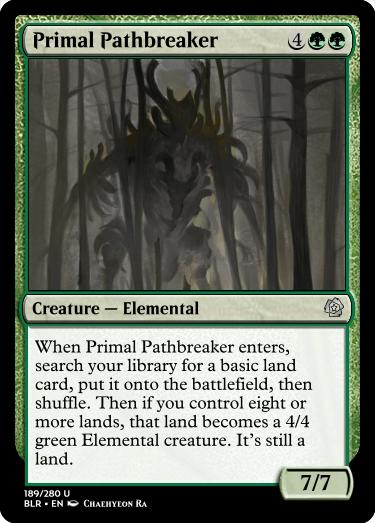 Primal Pathbreaker 4
Creature — Elemental
When Primal Pathbreaker enters,
search your library for a basic land
card, put it onto the battlefield, then
shuffle. Then if you control eight or
more lands, that land becomes a 4/4
green Elemental creature. It's still a
land.
7/7
189/280 U
BLR • EN Chaehyeon Ra